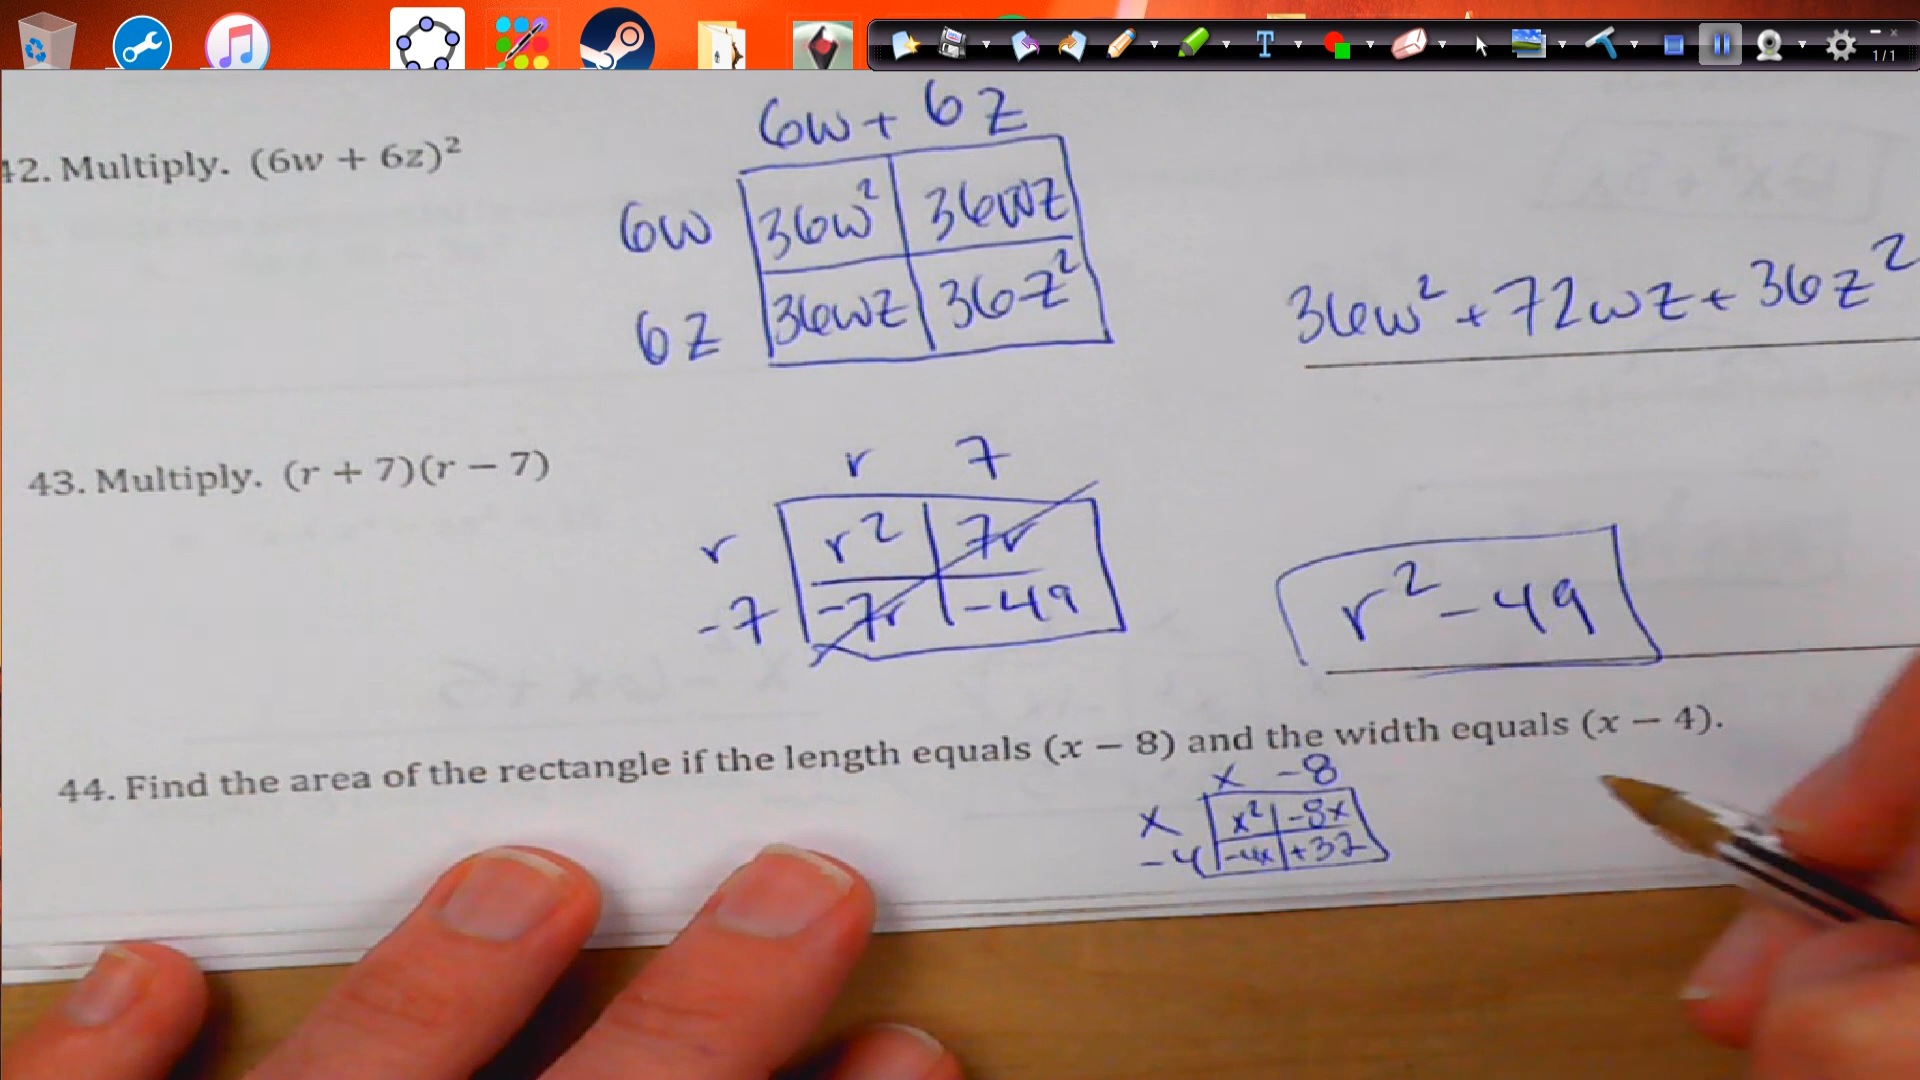 1/1
6w + 6z
42. Multiply. (6w + 6z)²
6w 36w² 36wz
6z 36wz 36z²
36w² + 72wz + 36z²
43. Multiply. (r + 7)(r − 7)
r 7
r r² 7r
-7 -7r -49
r² - 49
44. Find the area of the rectangle if the length equals (x − 8) and the width equals (x − 4).
x -8
x x² -8x
-4 -4x +32